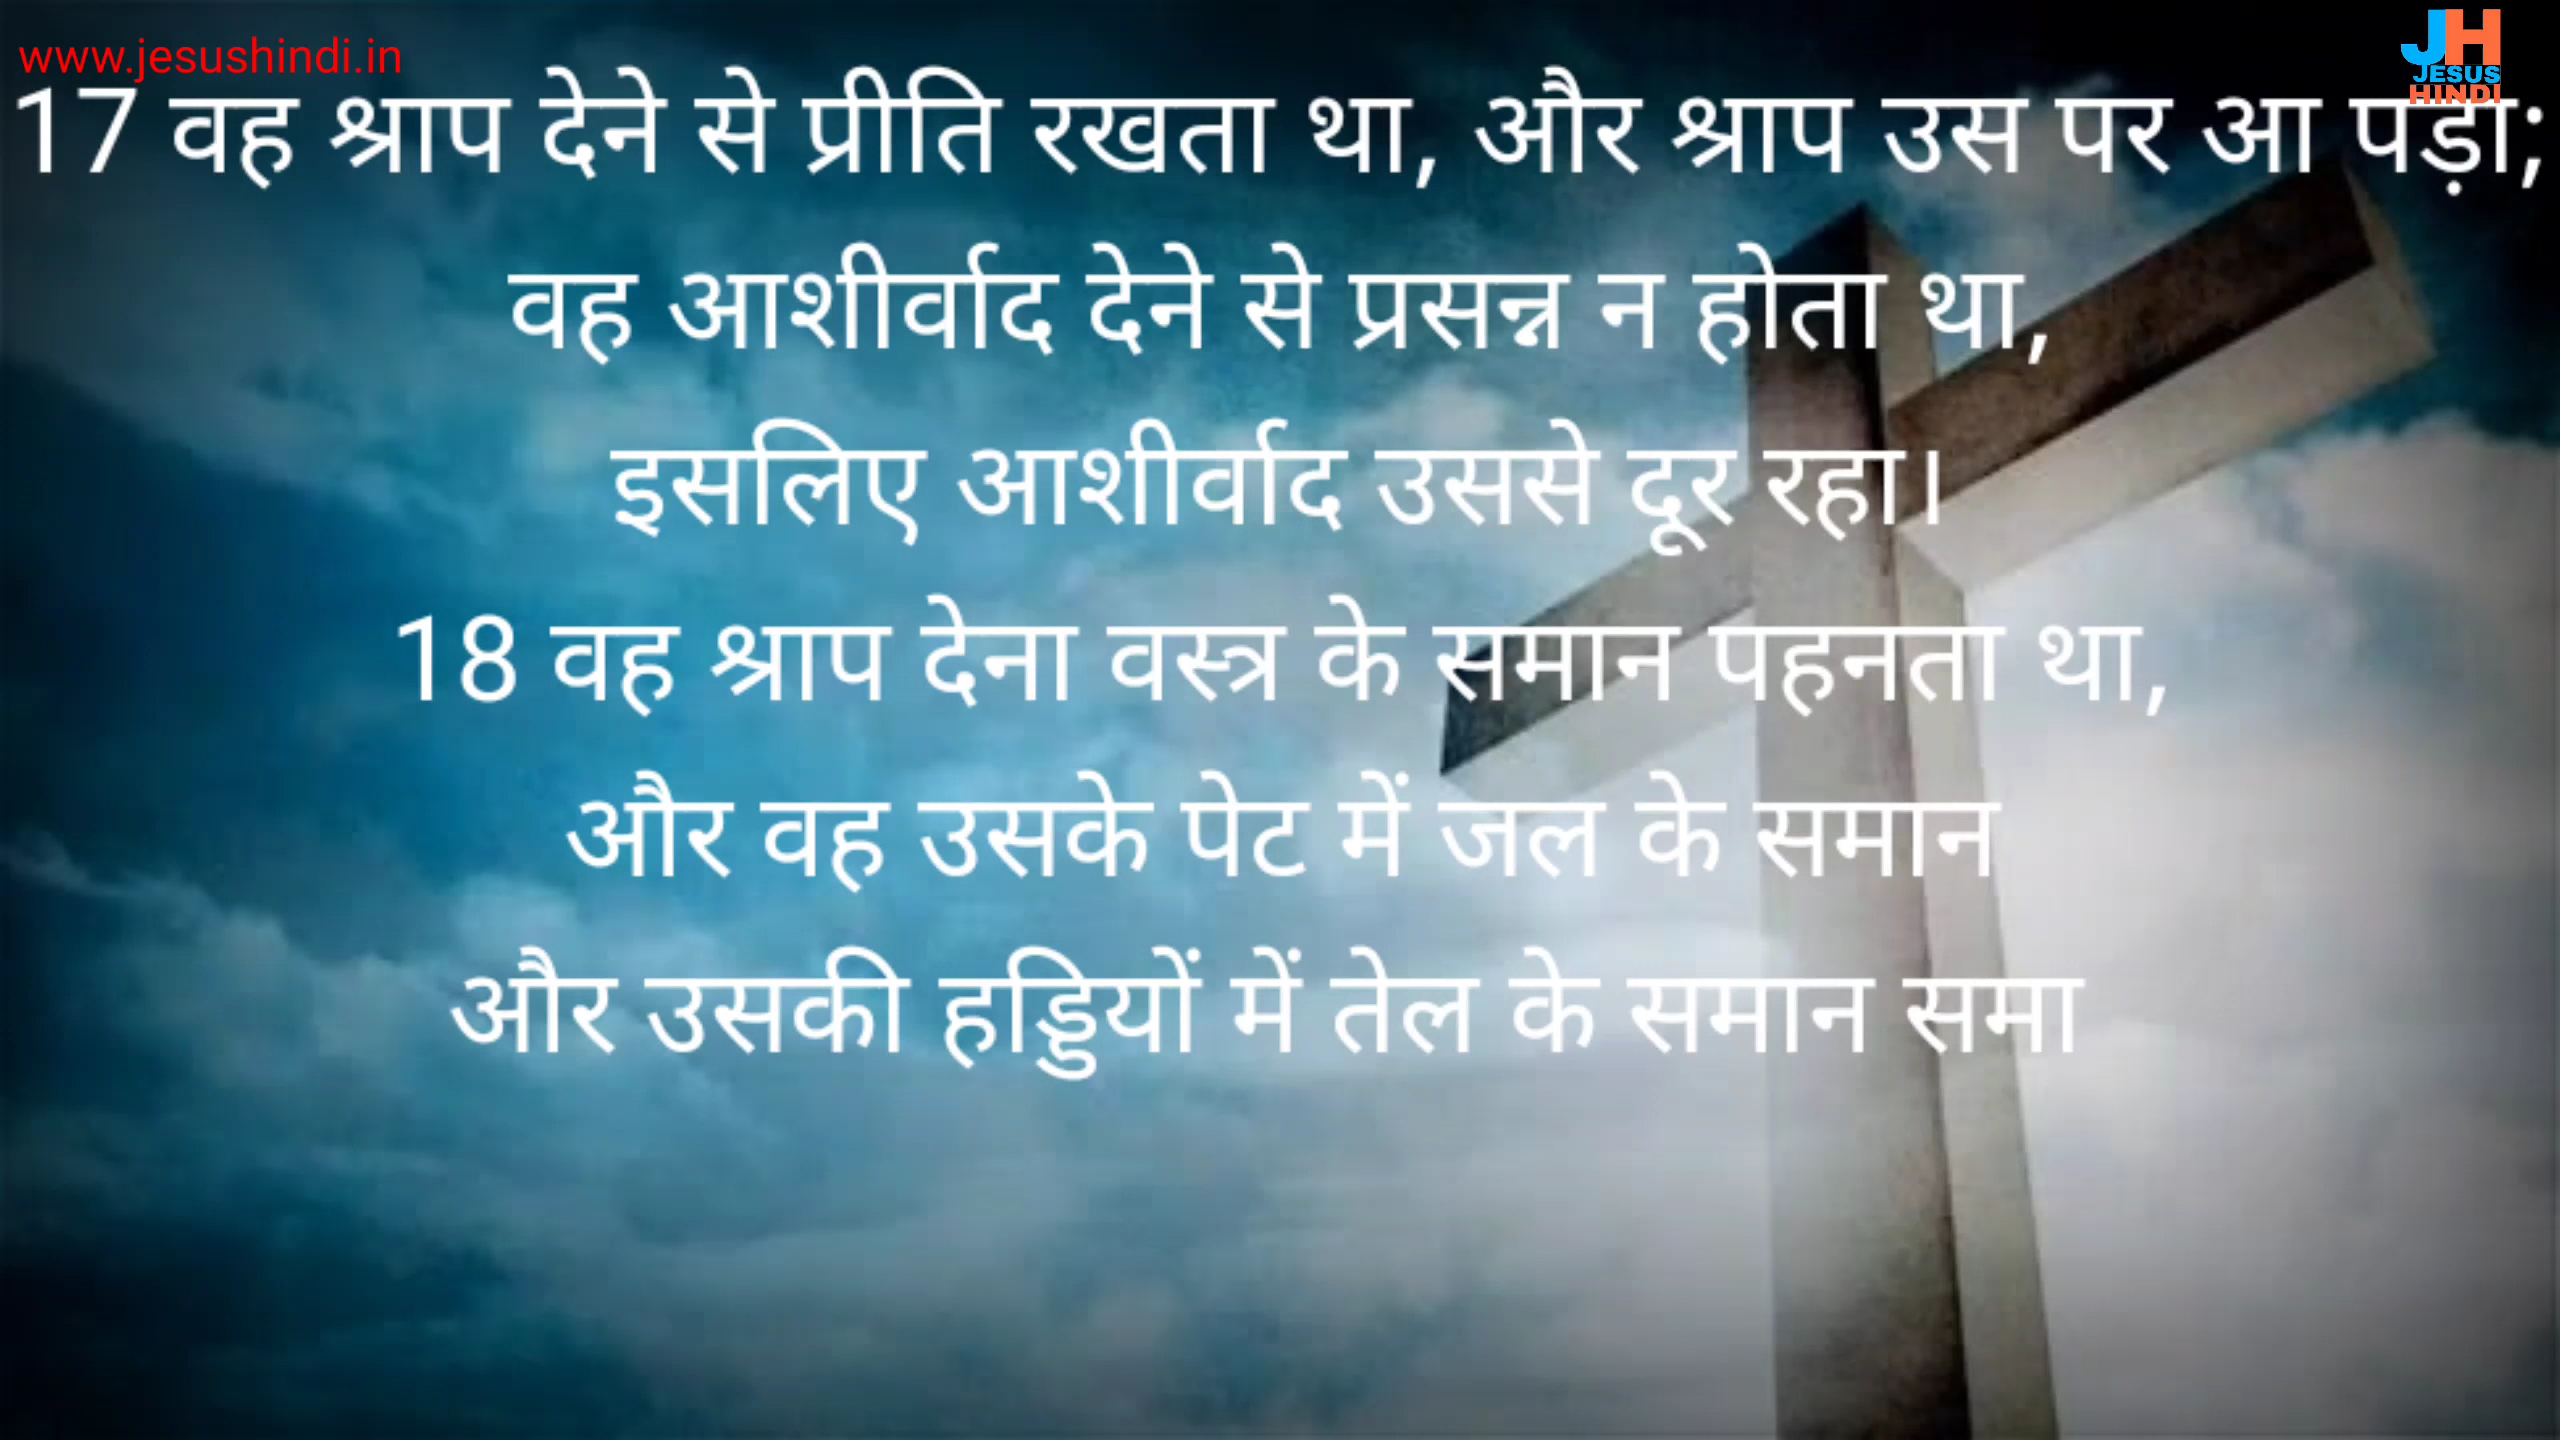 www.jesushindi.in
JH
JESUS
HINDI
17 वह श्राप देने से प्रीति रखता था, और श्राप उस पर आ पड़ा;
वह आशीर्वाद देने से प्रसन्न न होता था,
इसलिए आशीर्वाद उससे दूर रहा।
18 वह श्राप देना वस्त्र के समान पहनता था,
और वह उसके पेट में जल के समान
और उसकी हड्डियों में तेल के समान समा